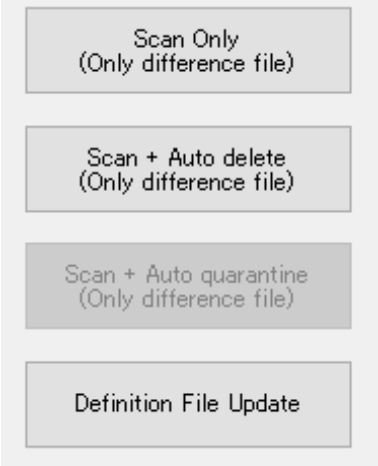 Scan Only
(Only difference file)
Scan + Auto delete
(Only difference file)
Scan + Auto quarantine
(Only difference file)
Definition File Update